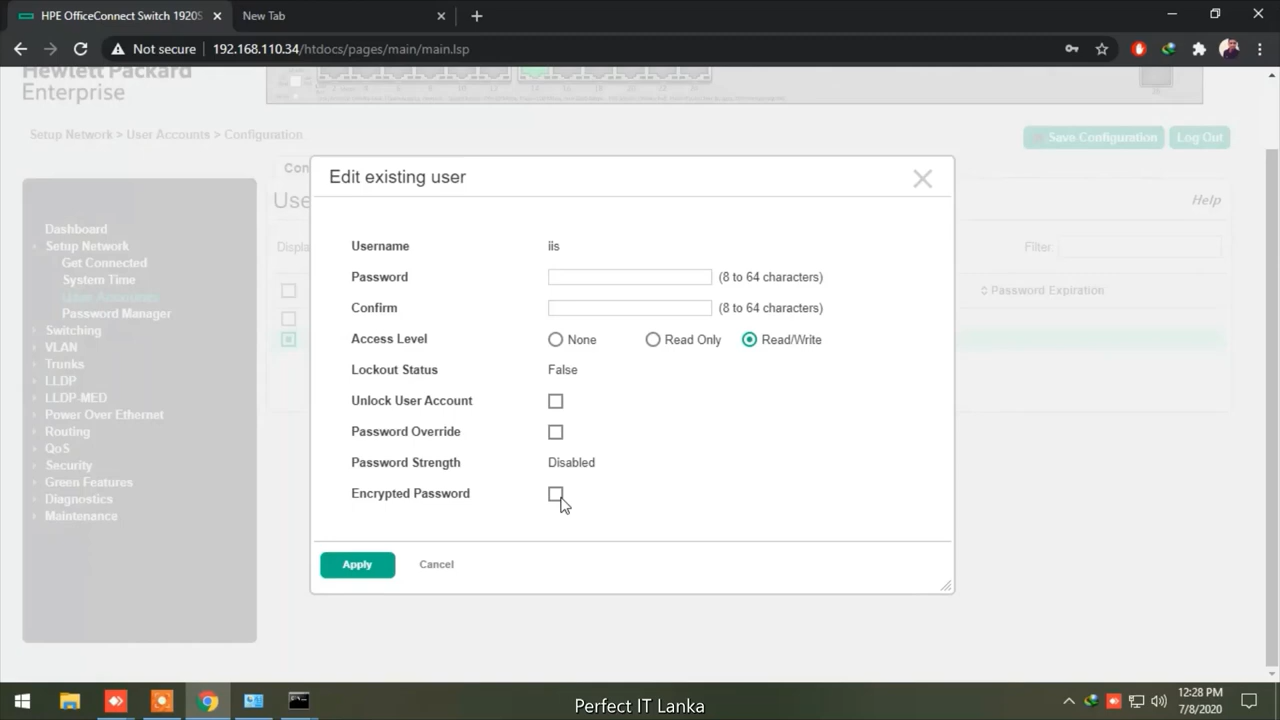 HPE OfficeConnect Switch 1920S
New Tab
Not secure
192.168.110.34/htdocs/pages/main/main.lsp
Hewlett Packard
Enterprise
Setup Network > User Accounts > Configuration
Save Configuration
Log Out
Con
Edit existing user
Use
Help
Displa
Filter:
Dashboard
Setup Network
Get Connected
System Time
User Accounts
Password Manager
Switching
VLAN
Trunks
LLDP
LLDP-MED
Power Over Ethernet
Routing
QoS
Security
Green Features
Diagnostics
Maintenance
Username iis
Password (8 to 64 characters)
Confirm (8 to 64 characters)
Access Level None Read Only Read/Write
Lockout Status False
Unlock User Account
Password Override
Password Strength Disabled
Encrypted Password
Password Expiration
Apply
Cancel
12:28 PM
7/8/2020
Perfect IT Lanka